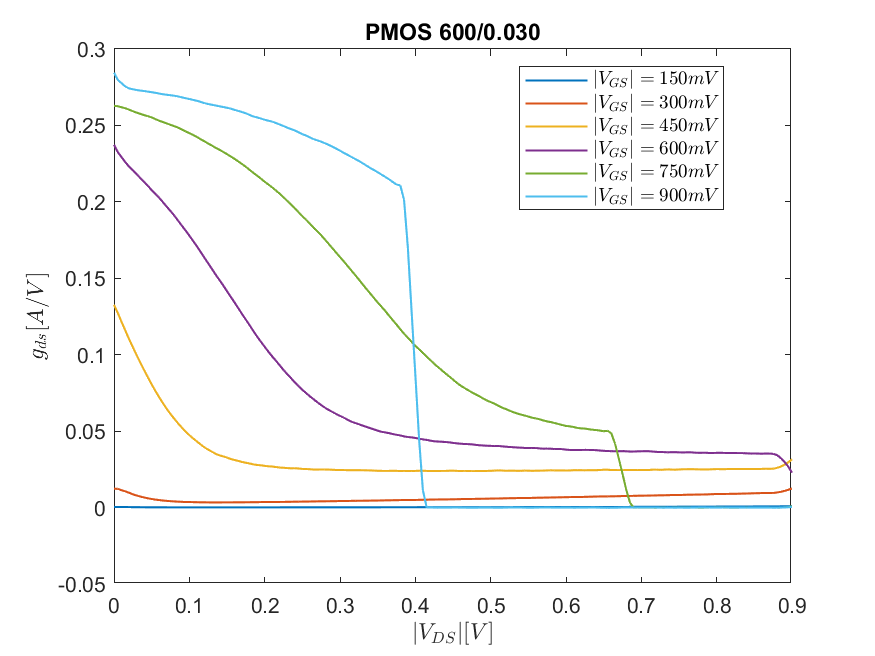 PMOS 600/0.030
0.3
0.25
0.2
0.15
0.1
0.05
0
-0.05
g_{ds}[A/V]
|V_{GS}| = 150mV
|V_{GS}| = 300mV
|V_{GS}| = 450mV
|V_{GS}| = 600mV
|V_{GS}| = 750mV
|V_{GS}| = 900mV
0 0.1 0.2 0.3 0.4 0.5 0.6 0.7 0.8 0.9
|V_{DS}|[V]